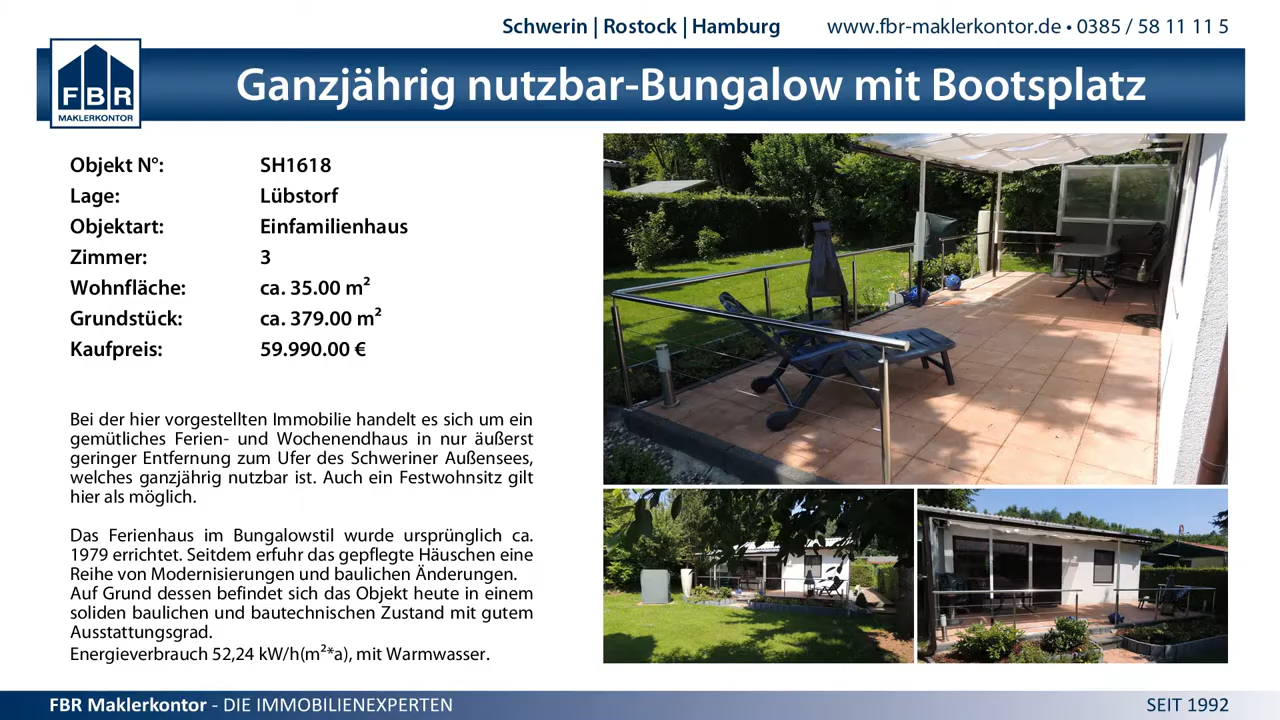 Schwerin | Rostock | Hamburg www.fbr-maklerkontor.de • 0385 / 58 11 11 5
FBR
MAKLERKONTOR
Ganzjährig nutzbar-Bungalow mit Bootsplatz
Objekt N°: SH1618
Lage: Lübstorf
Objektart: Einfamilienhaus
Zimmer: 3
Wohnfläche: ca. 35.00 m²
Grundstück: ca. 379.00 m²
Kaufpreis: 59.990.00 €
Bei der hier vorgestellten Immobilie handelt es sich um ein
gemütliches Ferien- und Wochenendhaus in nur äußerst
geringer Entfernung zum Ufer des Schweriner Außensees,
welches ganzjährig nutzbar ist. Auch ein Festwohnsitz gilt
hier als möglich.
Das Ferienhaus im Bungalowstil wurde ursprünglich ca.
1979 errichtet. Seitdem erfuhr das gepflegte Häuschen eine
Reihe von Modernisierungen und baulichen Änderungen.
Auf Grund dessen befindet sich das Objekt heute in einem
soliden baulichen und bautechnischen Zustand mit gutem
Ausstattungsgrad.
Energieverbrauch 52,24 kW/h(m²*a), mit Warmwasser.
FBR Maklerkontor - DIE IMMOBILIENEXPERTEN SEIT 1992